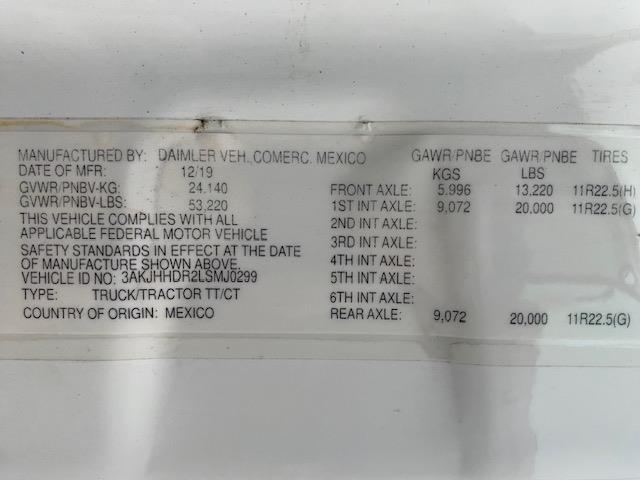 MANUFACTURED BY: DAIMLER VEH. COMERC. MEXICO
DATE OF MFR: 12/19
GVWR/PNBV-KG: 24.140
GVWR/PNBV-LBS: 53,220
THIS VEHICLE COMPLIES WITH ALL
APPLICABLE FEDERAL MOTOR VEHICLE
SAFETY STANDARDS IN EFFECT AT THE DATE
OF MANUFACTURE SHOWN ABOVE.
VEHICLE ID NO: 3AKJHHDR2LSMJ0299
TYPE: TRUCK/TRACTOR TT/CT
COUNTRY OF ORIGIN: MEXICO
GAWR/PNBE GAWR/PNBE TIRES
KGS LBS
FRONT AXLE: 5.996 13,220 11R22.5(H)
1ST INT AXLE: 9,072 20,000 11R22.5(G)
2ND INT AXLE:
3RD INT AXLE:
4TH INT AXLE:
5TH INT AXLE:
6TH INT AXLE:
REAR AXLE: 9,072 20,000 11R22.5(G)